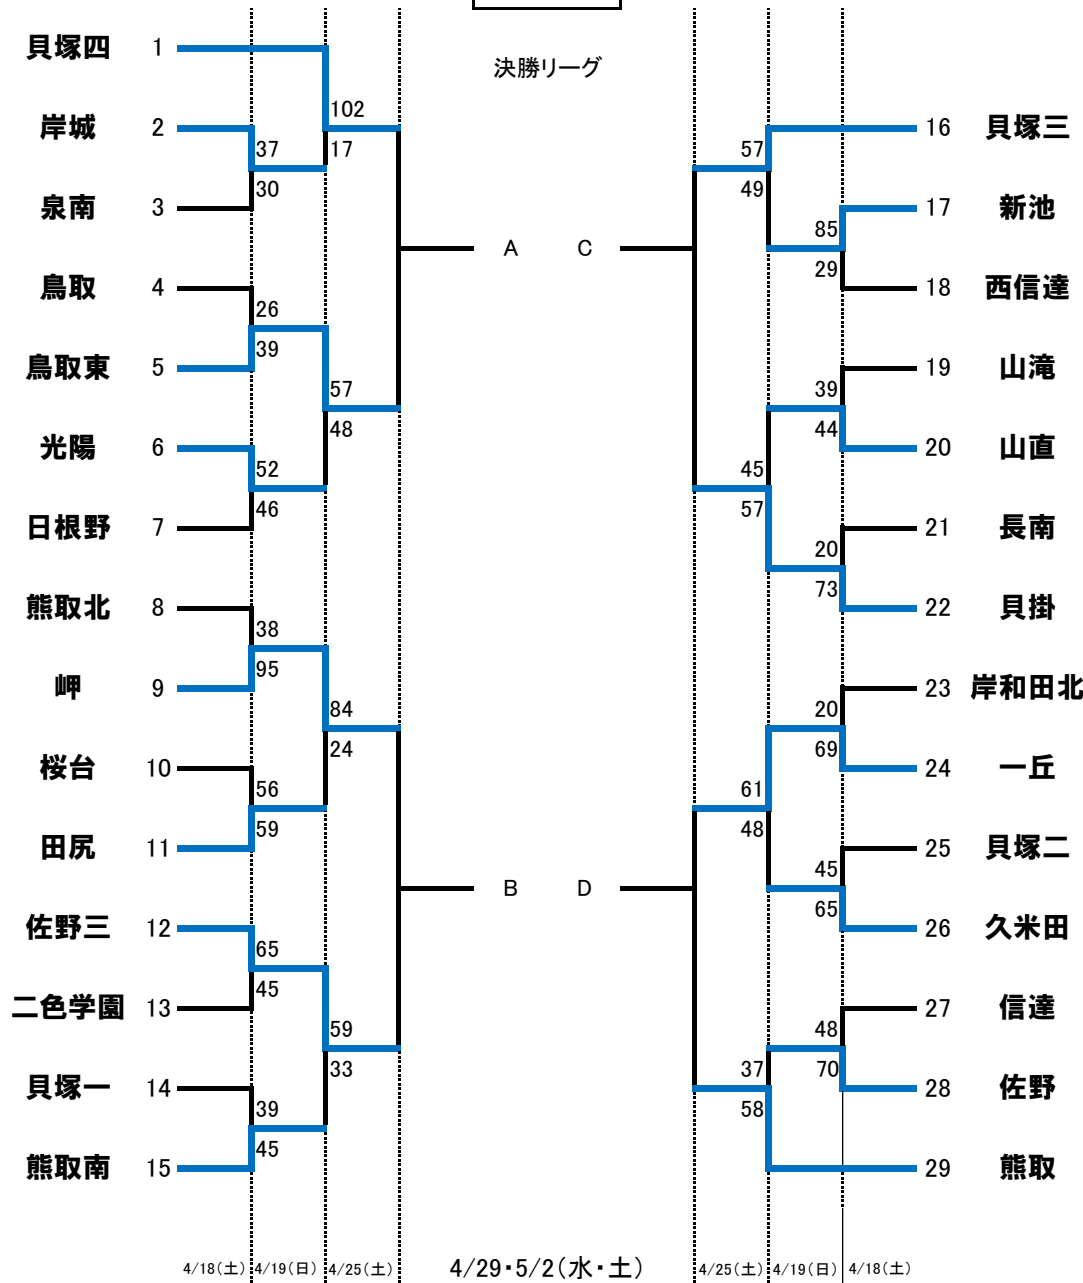 決勝リーグ
貝塚四 1
102
岸城 2
37
17
30
泉南 3
鳥取 4
26
39
鳥取東 5
57
48
光陽 6
52
46
日根野 7
熊取北 8
38
95
岬 9
84
24
桜台 10
56
59
田尻 11
佐野三 12
65
45
二色学園 13
59
33
貝塚一 14
39
45
熊取南 15
A C
B D
16 貝塚三
57
49
17 新池
85
29
18 西信達
19 山滝
39
44
20 山直
45
57
21 長南
20
73
22 貝掛
23 岸和田北
20
69
24 一丘
61
48
25 貝塚二
45
65
26 久米田
27 信達
48
70
28 佐野
37
58
29 熊取
4/18(土) 4/19(日) 4/25(土) 4/29・5/2(水・土) 4/25(土) 4/19(日) 4/18(土)